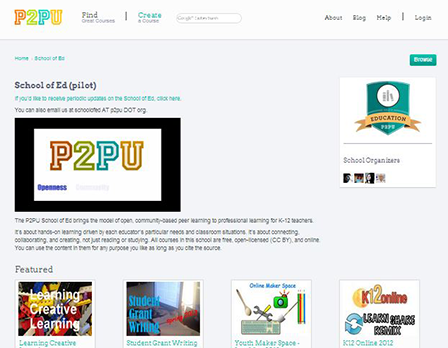 P2PU
Find
Great Courses
Create
a Course
About
Blog
Help
Login
Home
School of Ed
Browse
School of Ed (pilot)
If you'd like to receive periodic updates on the School of Ed, click here.
You can also email us at schoolofed AT p2pu DOT org.
P2PU
Openness
EDUCATION
P2PU
School Organizers
The P2PU School of Ed brings the model of open, community-based peer learning to professional learning for K-12 teachers.
It's about hands-on learning driven by each educator's particular needs and classroom situations. It's about connecting,
collaborating, and creating, not just reading or studying. All courses in this school are free, open-licensed (CC BY), and online.
You can use the content in them for any purpose you like as long as you cite the source.
Featured
Learning
Creative
Learning
Student
Grant
Writing
Online
Maker Space
K12online
LEARN SHARE
REMIX
Learning Creative
Student Grant Writing
Youth Maker Space -
K12 Online 2012